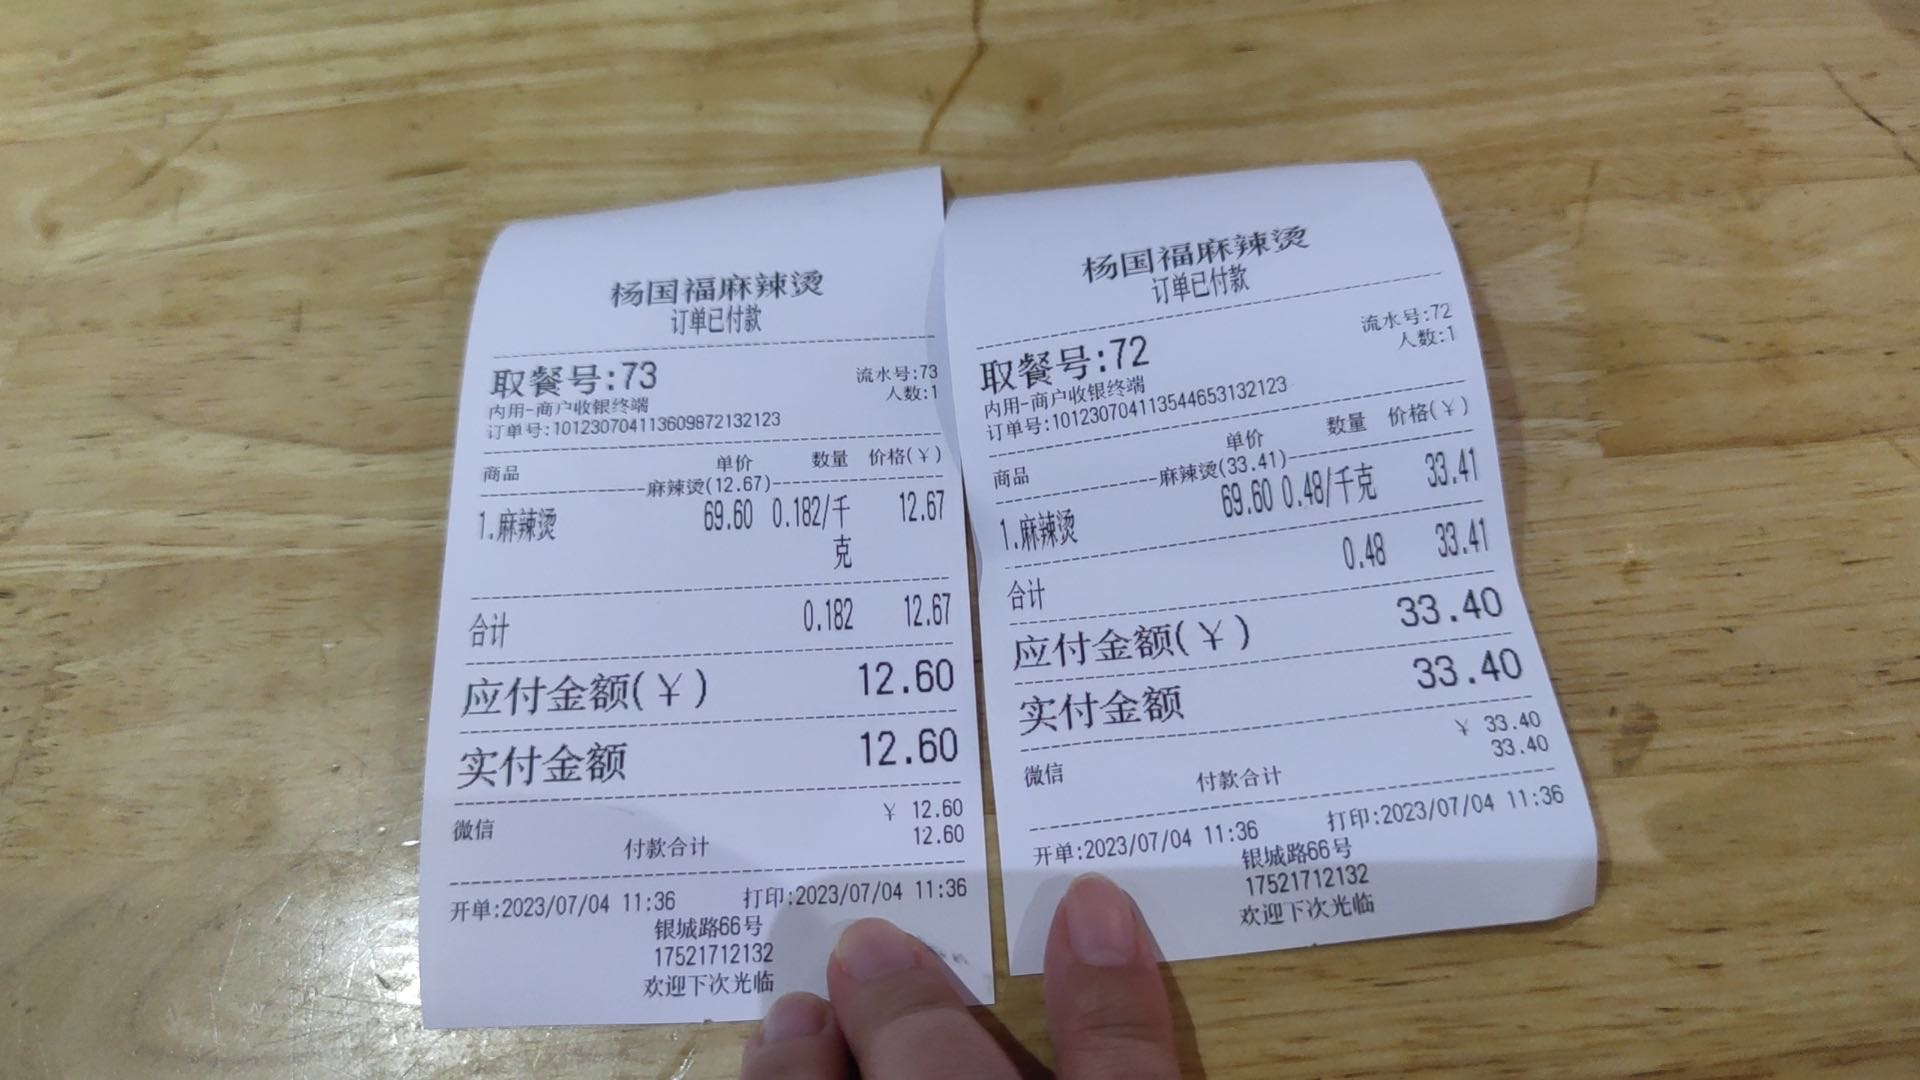 杨国福麻辣烫
订单已付款
取餐号:73
流水号:73
人数:1
内用-商户收银终端
订单号:101230704113609872132123
商品 单价 数量 价格(¥)
麻辣烫(12.67)
1.麻辣烫 69.60 0.182/千克 12.67
合计 0.182 12.67
应付金额(¥) 12.60
实付金额 12.60
微信 ¥ 12.60
付款合计 12.60
开单:2023/07/04 11:36 打印:2023/07/04 11:36
银城路66号
17521712132
欢迎下次光临
杨国福麻辣烫
订单已付款
取餐号:72
流水号:72
人数:1
内用-商户收银终端
订单号:101230704113544653132123
商品 单价 数量 价格(¥)
麻辣烫(33.41)
1.麻辣烫 69.60 0.48/千克 33.41
合计 0.48 33.41
应付金额(¥) 33.40
实付金额 33.40
微信 ¥ 33.40
付款合计 33.40
开单:2023/07/04 11:36 打印:2023/07/04 11:36
银城路66号
17521712132
欢迎下次光临